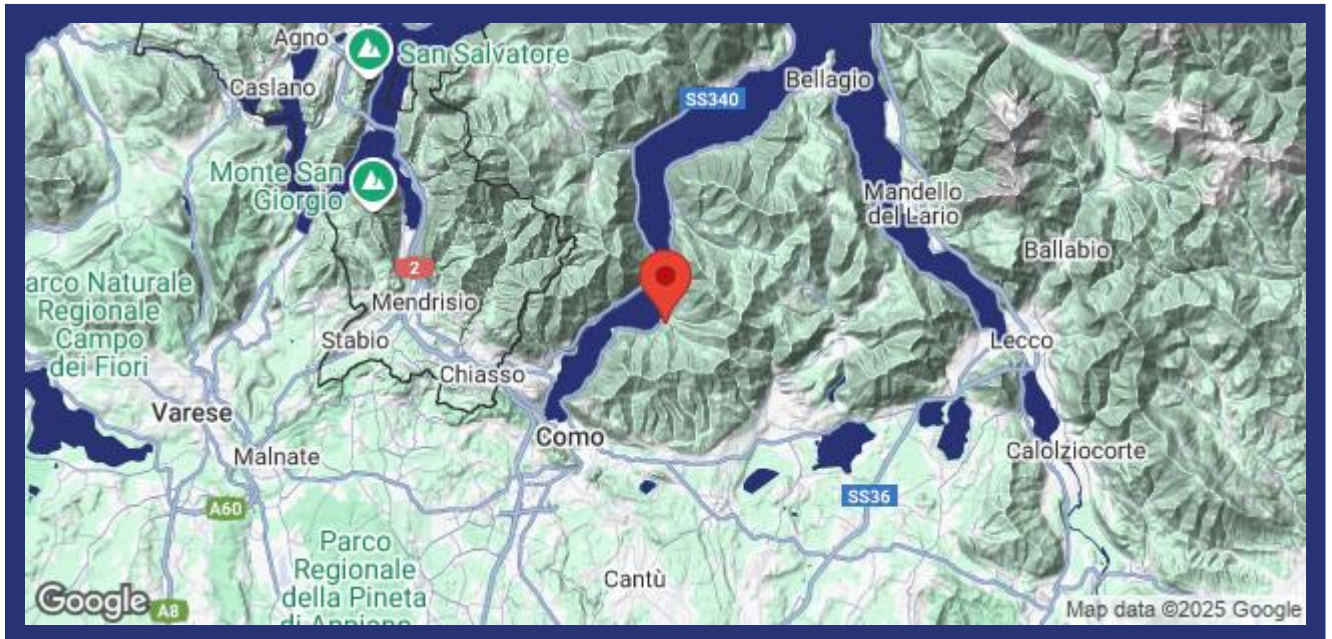 Agno
San Salvatore
Caslano
Bellagio
SS340
Monte San
Giorgio
Mandello
del Lario
Ballabio
2
arco Naturale
Regionale
Campo
dei Fiori
Mendrisio
Stabio
Lecco
Chiasso
Varese
Como
Malnate
Calolziocorte
SS36
A60
Parco
Regionale
della Pineta
di Appiano
Cantù
Google
A8
Map data ©2025 Google